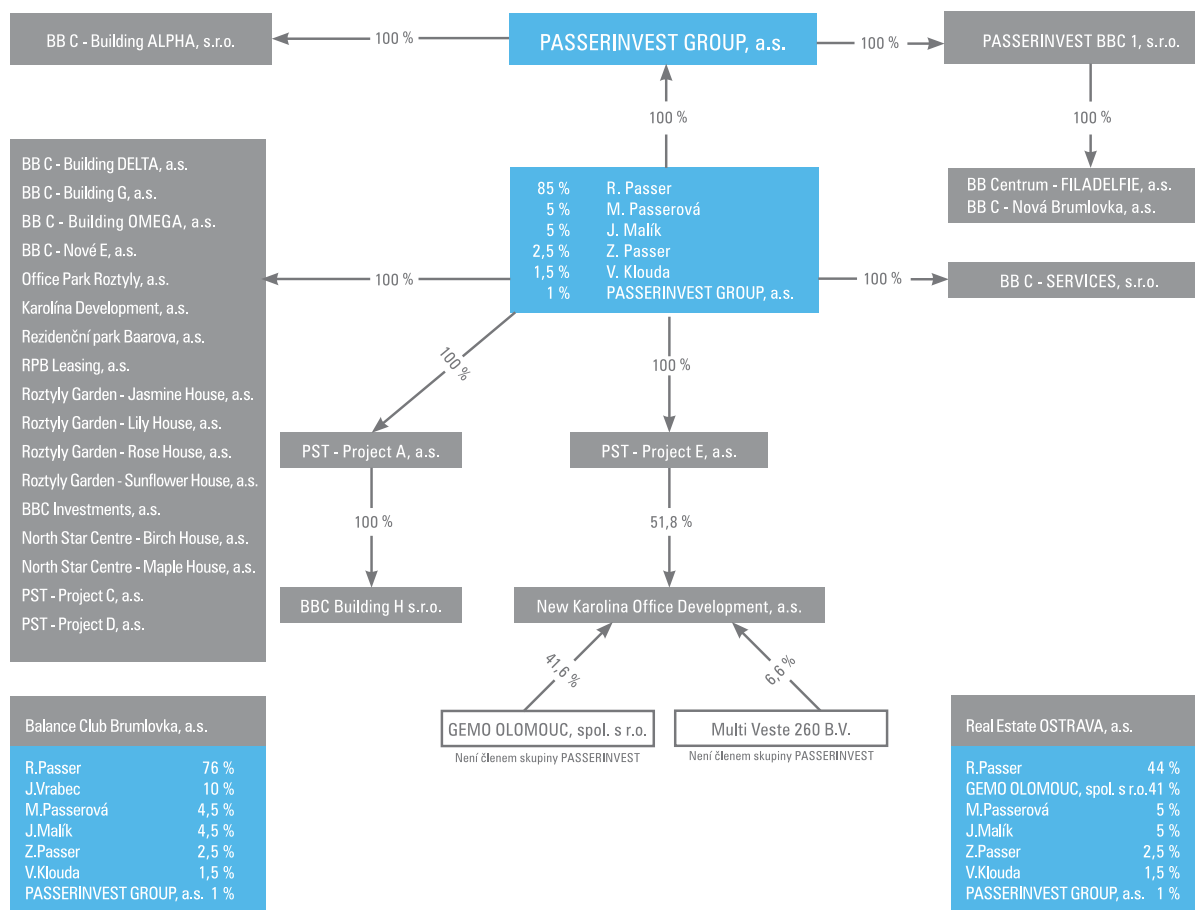 BB C - Building ALPHA, s.r.o.
100 %
PASSERINVEST GROUP, a.s.
100 %
PASSERINVEST BBC 1, s.r.o.
100 %
100 %
BB C - Building DELTA, a.s.
BB C - Building G, a.s.
BB C - Building OMEGA, a.s.
BB C - Nové E, a.s.
Office Park Roztyly, a.s.
Karolína Development, a.s.
Rezidenční park Baarova, a.s.
RPB Leasing, a.s.
Roztyly Garden - Jasmine House, a.s.
Roztyly Garden - Lily House, a.s.
Roztyly Garden - Rose House, a.s.
Roztyly Garden - Sunflower House, a.s.
BBC Investments, a.s.
North Star Centre - Birch House, a.s.
North Star Centre - Maple House, a.s.
PST - Project C, a.s.
PST - Project D, a.s.
100 %
85 % R. Passer
5 % M. Passerová
5 % J. Malík
2,5 % Z. Passer
1,5 % V. Klouda
1 % PASSERINVEST GROUP, a.s.
BB Centrum - FILADELFIE, a.s.
BB C - Nová Brumlovka, a.s.
100 %
BB C - SERVICES, s.r.o.
100 %
100 %
PST - Project A, a.s.
PST - Project E, a.s.
100 %
51,8 %
BBC Building H s.r.o.
New Karolina Office Development, a.s.
41,6 %
6,6 %
GEMO OLOMOUC, spol. s r.o.
Není členem skupiny PASSERINVEST
Multi Veste 260 B.V.
Není členem skupiny PASSERINVEST
Balance Club Brumlovka, a.s.
R.Passer 76 %
J.Vrabec 10 %
M.Passerová 4,5 %
J.Malík 4,5 %
Z.Passer 2,5 %
V.Klouda 1,5 %
PASSERINVEST GROUP, a.s. 1 %
Real Estate OSTRAVA, a.s.
R.Passer 44 %
GEMO OLOMOUC, spol. s r.o. 41 %
M.Passerová 5 %
J.Malík 5 %
Z.Passer 2,5 %
V.Klouda 1,5 %
PASSERINVEST GROUP, a.s. 1 %